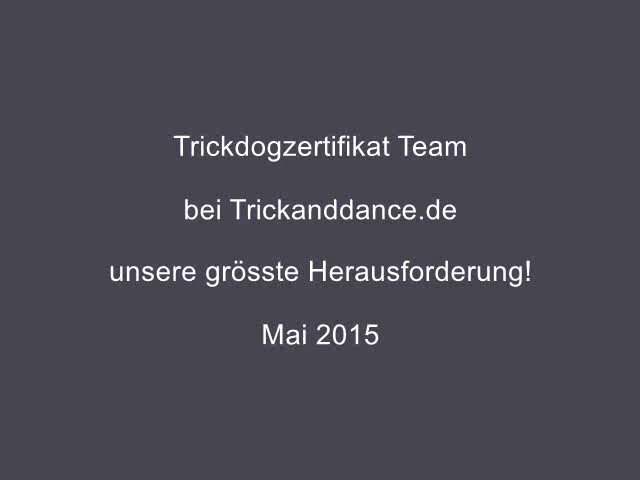 Trickdogzertifikat Team
bei Trickanddance.de
unsere grösste Herausforderung!
Mai 2015